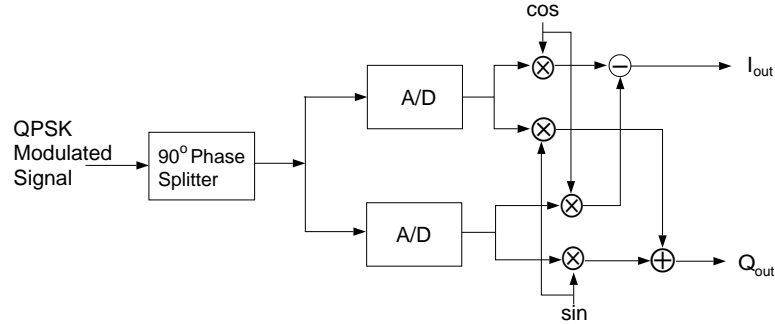 cos
A/D
I_out
QPSK
Modulated
Signal
90° Phase
Splitter
A/D
Q_out
sin